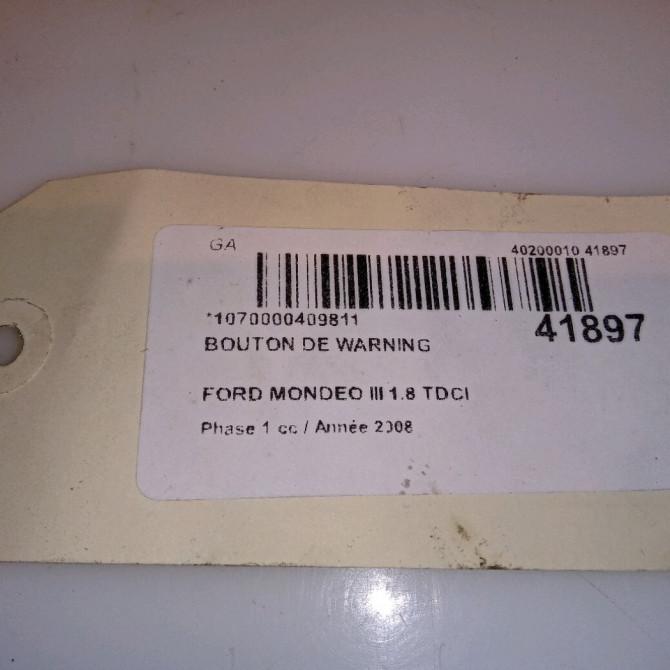 GA
40200010 41897
*1070000409811
41897
BOUTON DE WARNING
FORD MONDEO III 1.8 TDCI
Phase 1 cc / Année 2008